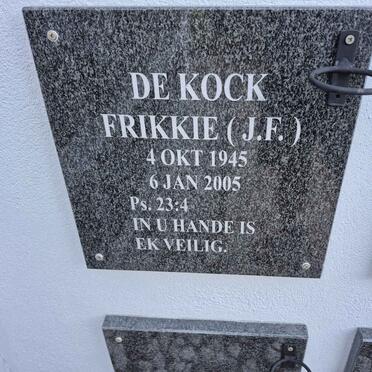 DE KOCK
FRIKKIE ( J.F. )
4 OKT 1945
6 JAN 2005
Ps. 23:4
IN U HANDE IS
EK VEILIG.